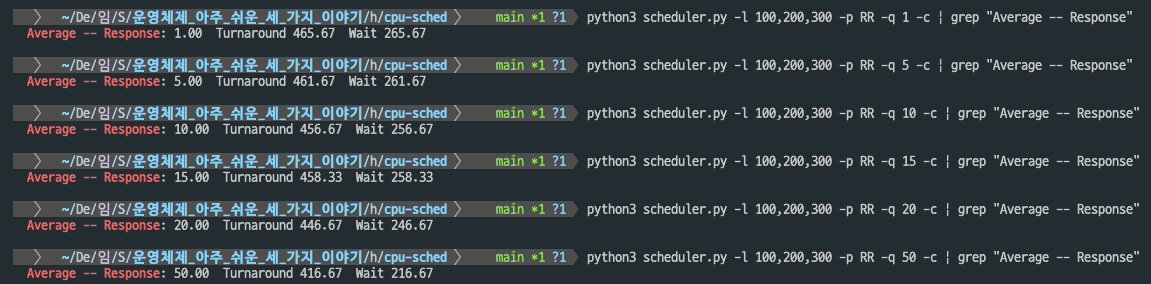 ~/De/임/S/운영체제_아주_쉬운_세_가지_이야기/h/cpu-sched main *1 ?1 python3 scheduler.py -l 100,200,300 -p RR -q 1 -c | grep "Average -- Response"
Average -- Response: 1.00 Turnaround 465.67 Wait 265.67
~/De/임/S/운영체제_아주_쉬운_세_가지_이야기/h/cpu-sched main *1 ?1 python3 scheduler.py -l 100,200,300 -p RR -q 5 -c | grep "Average -- Response"
Average -- Response: 5.00 Turnaround 461.67 Wait 261.67
~/De/임/S/운영체제_아주_쉬운_세_가지_이야기/h/cpu-sched main *1 ?1 python3 scheduler.py -l 100,200,300 -p RR -q 10 -c | grep "Average -- Response"
Average -- Response: 10.00 Turnaround 456.67 Wait 256.67
~/De/임/S/운영체제_아주_쉬운_세_가지_이야기/h/cpu-sched main *1 ?1 python3 scheduler.py -l 100,200,300 -p RR -q 15 -c | grep "Average -- Response"
Average -- Response: 15.00 Turnaround 458.33 Wait 258.33
~/De/임/S/운영체제_아주_쉬운_세_가지_이야기/h/cpu-sched main *1 ?1 python3 scheduler.py -l 100,200,300 -p RR -q 20 -c | grep "Average -- Response"
Average -- Response: 20.00 Turnaround 446.67 Wait 246.67
~/De/임/S/운영체제_아주_쉬운_세_가지_이야기/h/cpu-sched main *1 ?1 python3 scheduler.py -l 100,200,300 -p RR -q 50 -c | grep "Average -- Response"
Average -- Response: 50.00 Turnaround 416.67 Wait 216.67